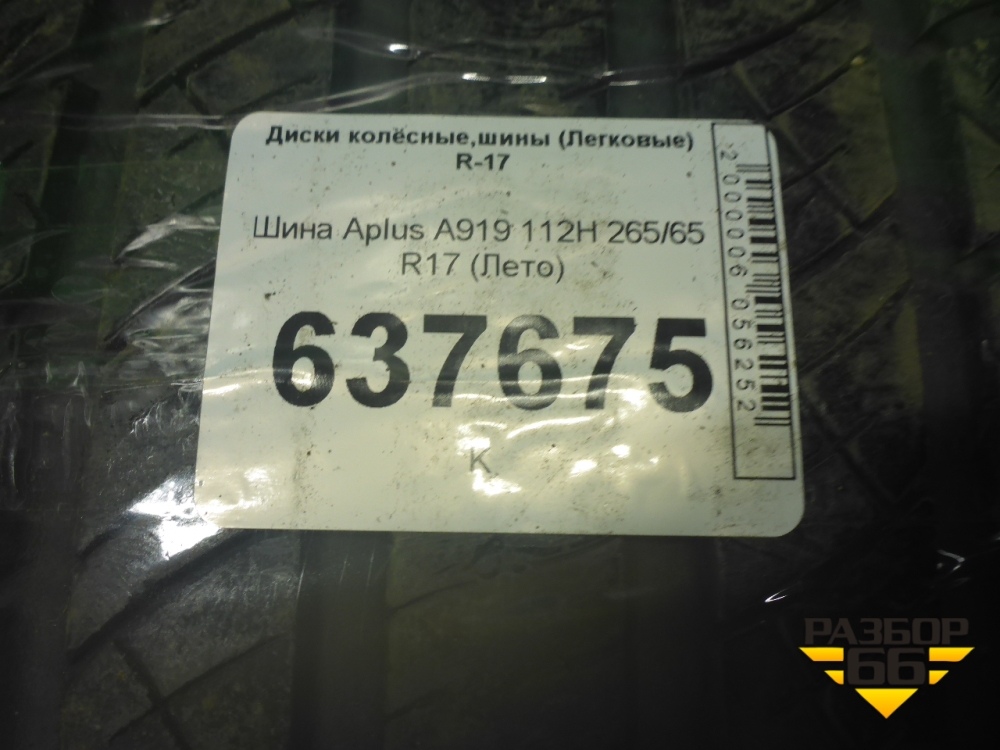 Диски колёсные,шины (Легковые)
R-17
Шина Aplus A919 112H 265/65
R17 (Лето)
637675
К
2000006056252
РАЗБОР
66